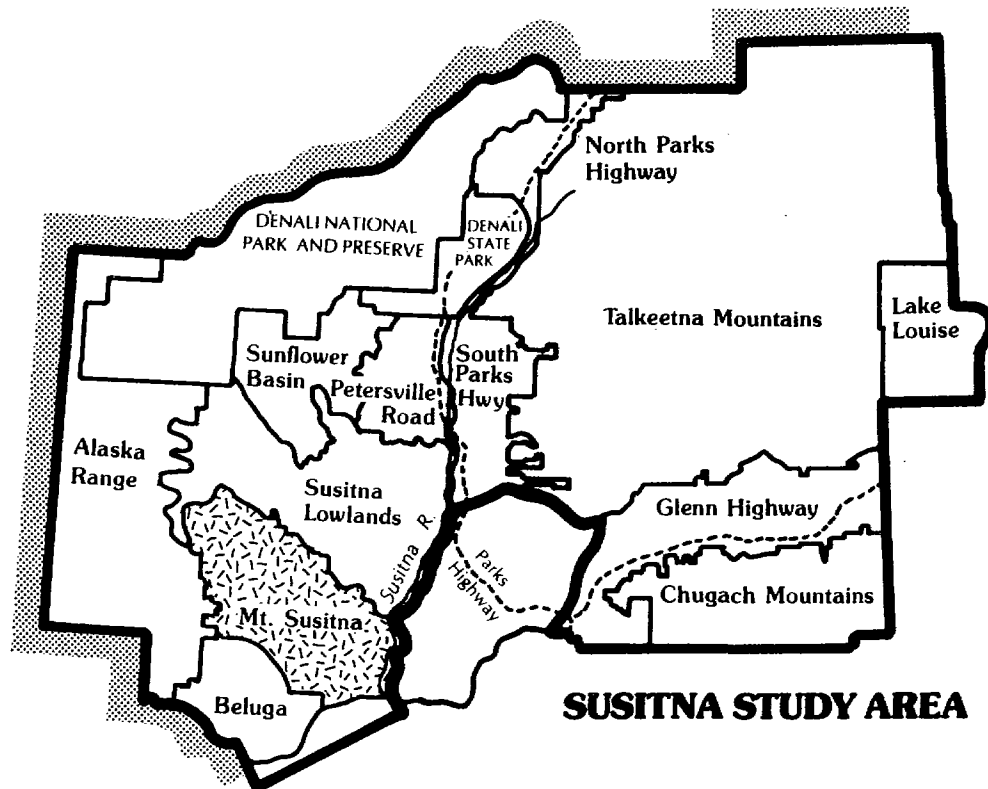 North Parks
Highway
DENALI NATIONAL
PARK AND PRESERVE
DENALI
STATE
PARK
Talkeetna Mountains
Lake
Louise
Sunflower
Basin
Petersville
Road
South
Parks
Hwy
Alaska
Range
Susitna
Lowlands
Susitna R.
Parks
Highway
Glenn Highway
Chugach Mountains
Mt. Susitna
Beluga
SUSITNA STUDY AREA